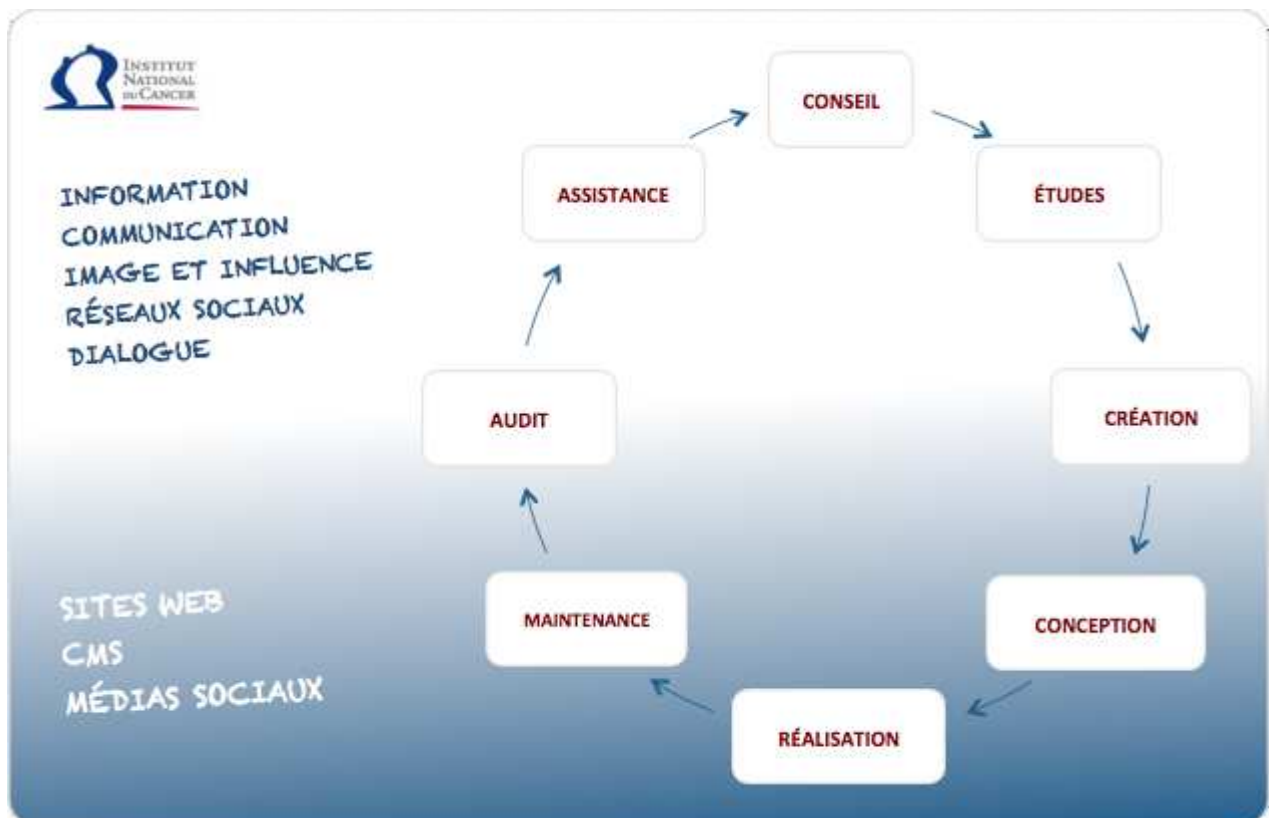 INSTITUT
NATIONAL
DU CANCER
INFORMATION
COMMUNICATION
IMAGE ET INFLUENCE
RÉSEAUX SOCIAUX
DIALOGUE
SITES WEB
CMS
MÉDIAS SOCIAUX
CONSEIL
ÉTUDES
CRÉATION
CONCEPTION
RÉALISATION
MAINTENANCE
AUDIT
ASSISTANCE